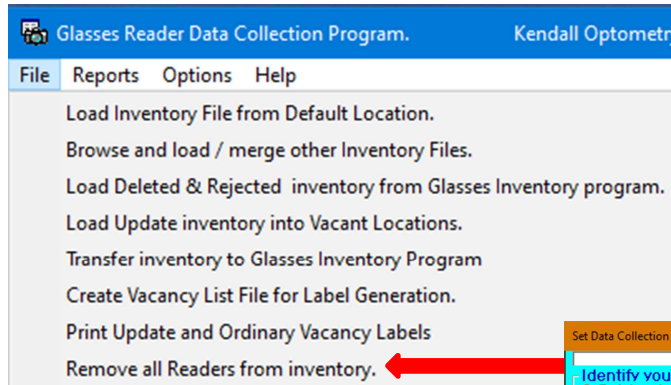 Glasses Reader Data Collection Program. Kendall Optometry
File Reports Options Help
Load Inventory File from Default Location.
Browse and load / merge other Inventory Files.
Load Deleted & Rejected inventory from Glasses Inventory program.
Load Update inventory into Vacant Locations.
Transfer inventory to Glasses Inventory Program
Create Vacancy List File for Label Generation.
Print Update and Ordinary Vacancy Labels
Set Data Collection
Remove all Readers from inventory.
Identify you